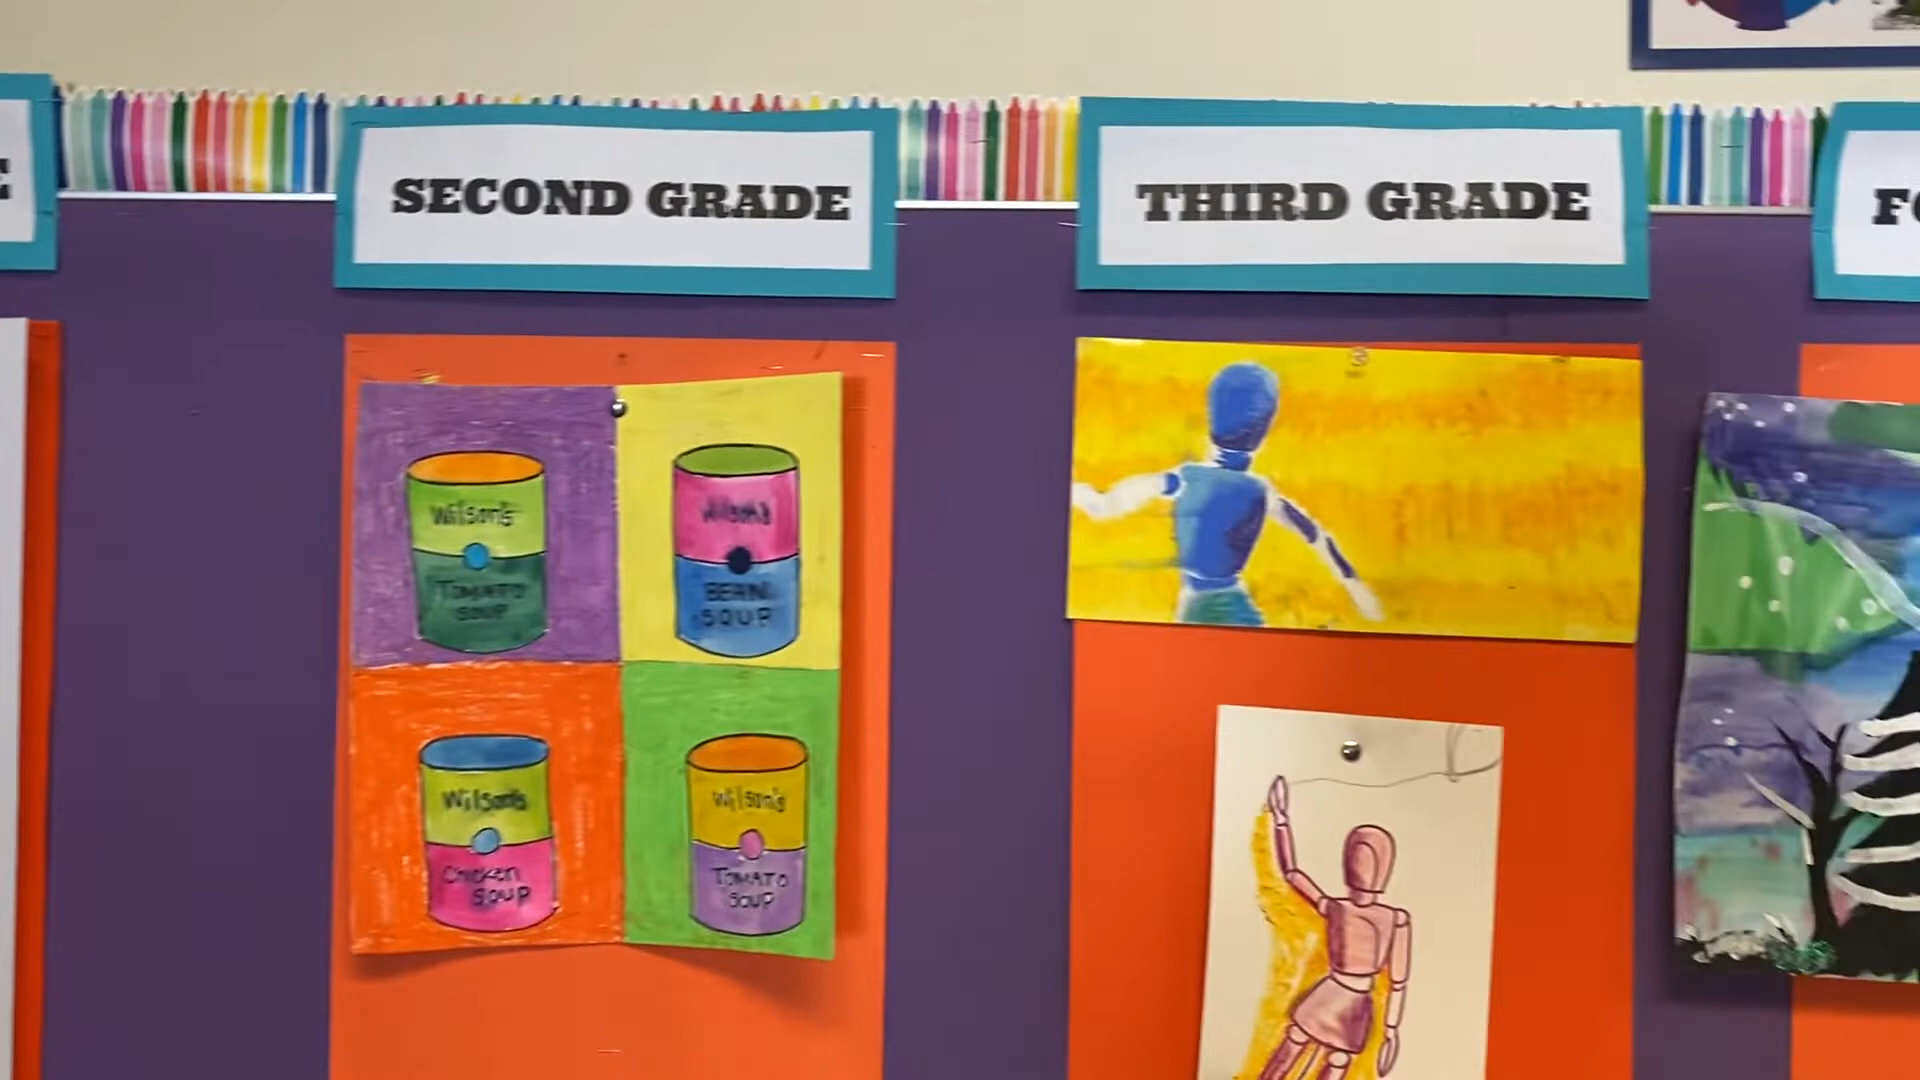 SECOND GRADE
THIRD GRADE
Wilson's
TOMATO
SOUP
Wilson's
BEAN
SOUP
Wilson's
Chicken
Soup
Wilson's
TOMATO
SOUP